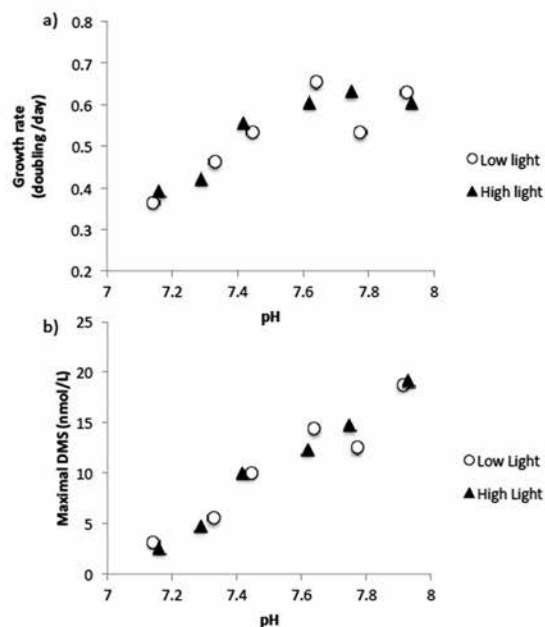 a)
Growth rate
(doubling /day)
0.8
0.7
0.6
0.5
0.4
0.3
0.2
7 7.2 7.4 7.6 7.8 8
pH
Low light
High light
b)
Maximal DMS (nmol/L)
25
20
15
10
5
0
7 7.2 7.4 7.6 7.8 8
pH
Low Light
High Light